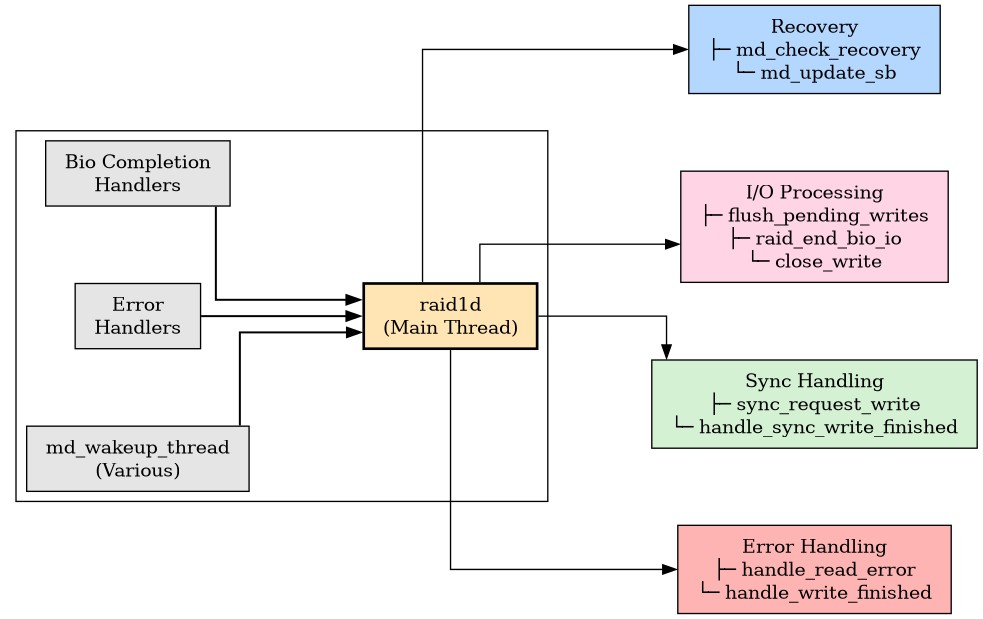 Recovery
├─ md_check_recovery
└─ md_update_sb
Bio Completion
Handlers
I/O Processing
├─ flush_pending_writes
├─ raid_end_bio_io
└─ close_write
Error
Handlers
raid1d
(Main Thread)
Sync Handling
├─ sync_request_write
└─ handle_sync_write_finished
md_wakeup_thread
(Various)
Error Handling
├─ handle_read_error
└─ handle_write_finished